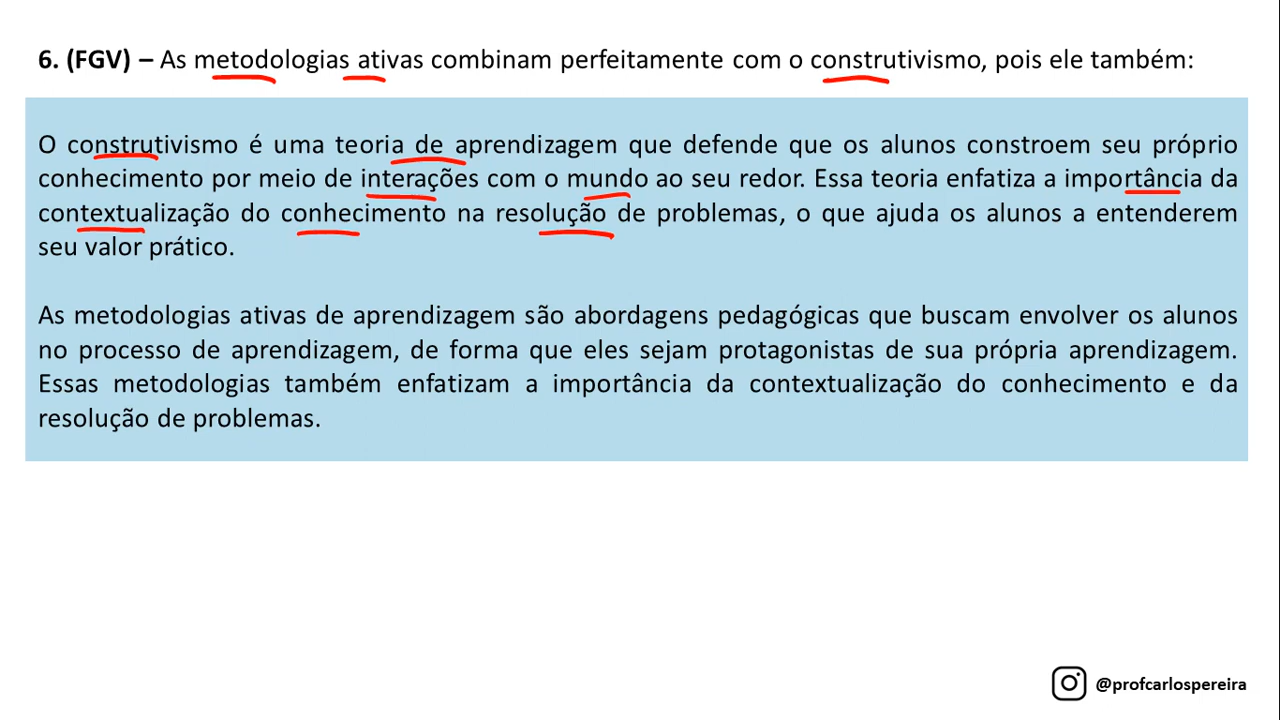 6. (FGV) – As metodologias ativas combinam perfeitamente com o construtivismo, pois ele também:
O construtivismo é uma teoria de aprendizagem que defende que os alunos constroem seu próprio
conhecimento por meio de interações com o mundo ao seu redor. Essa teoria enfatiza a importância da
contextualização do conhecimento na resolução de problemas, o que ajuda os alunos a entenderem
seu valor prático.
As metodologias ativas de aprendizagem são abordagens pedagógicas que buscam envolver os alunos
no processo de aprendizagem, de forma que eles sejam protagonistas de sua própria aprendizagem.
Essas metodologias também enfatizam a importância da contextualização do conhecimento e da
resolução de problemas.
@profcarlospereira